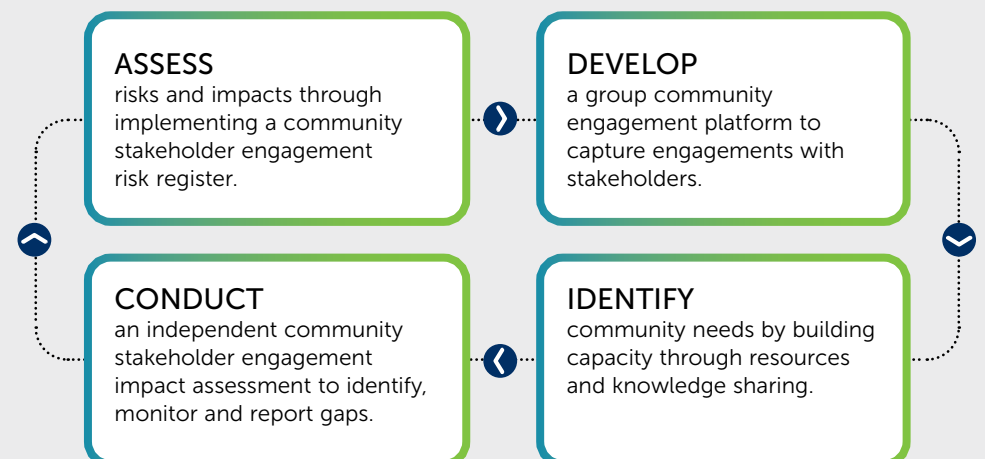 ASSESS
risks and impacts through
implementing a community
stakeholder engagement
risk register.
DEVELOP
a group community
engagement platform to
capture engagements with
stakeholders.
IDENTIFY
community needs by building
capacity through resources
and knowledge sharing.
CONDUCT
an independent community
stakeholder engagement
impact assessment to identify,
monitor and report gaps.